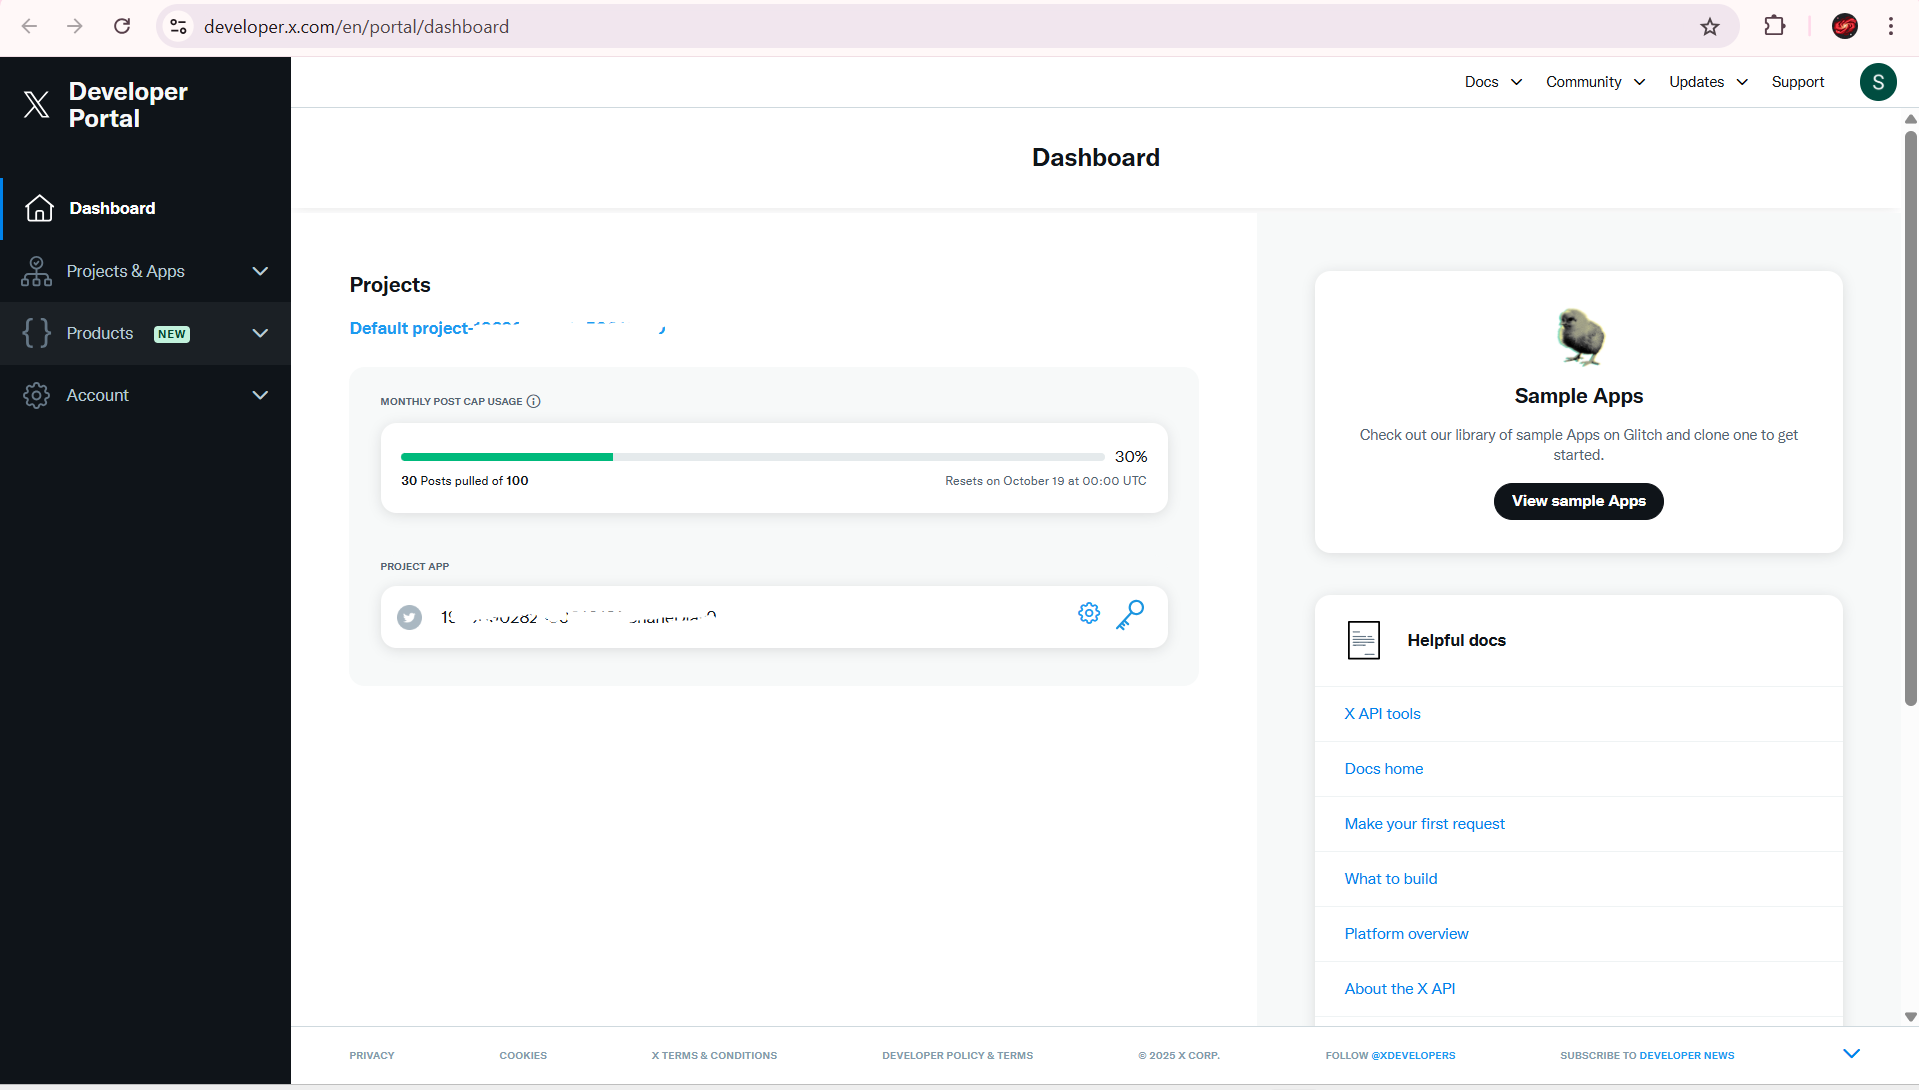 developer.x.com/en/portal/dashboard
Developer
Portal
Docs
Community
Updates
Support
S
Dashboard
Projects & Apps
Products
NEW
Account
Dashboard
Projects
Default project-
MONTHLY POST CAP USAGE
30%
30 Posts pulled of 100
Resets on October 19 at 00:00 UTC
PROJECT APP
Sample Apps
Check out our library of sample Apps on Glitch and clone one to get
started.
View sample Apps
Helpful docs
X API tools
Docs home
Make your first request
What to build
Platform overview
About the X API
PRIVACY
COOKIES
X TERMS & CONDITIONS
DEVELOPER POLICY & TERMS
© 2025 X CORP.
FOLLOW @XDEVELOPERS
SUBSCRIBE TO DEVELOPER NEWS